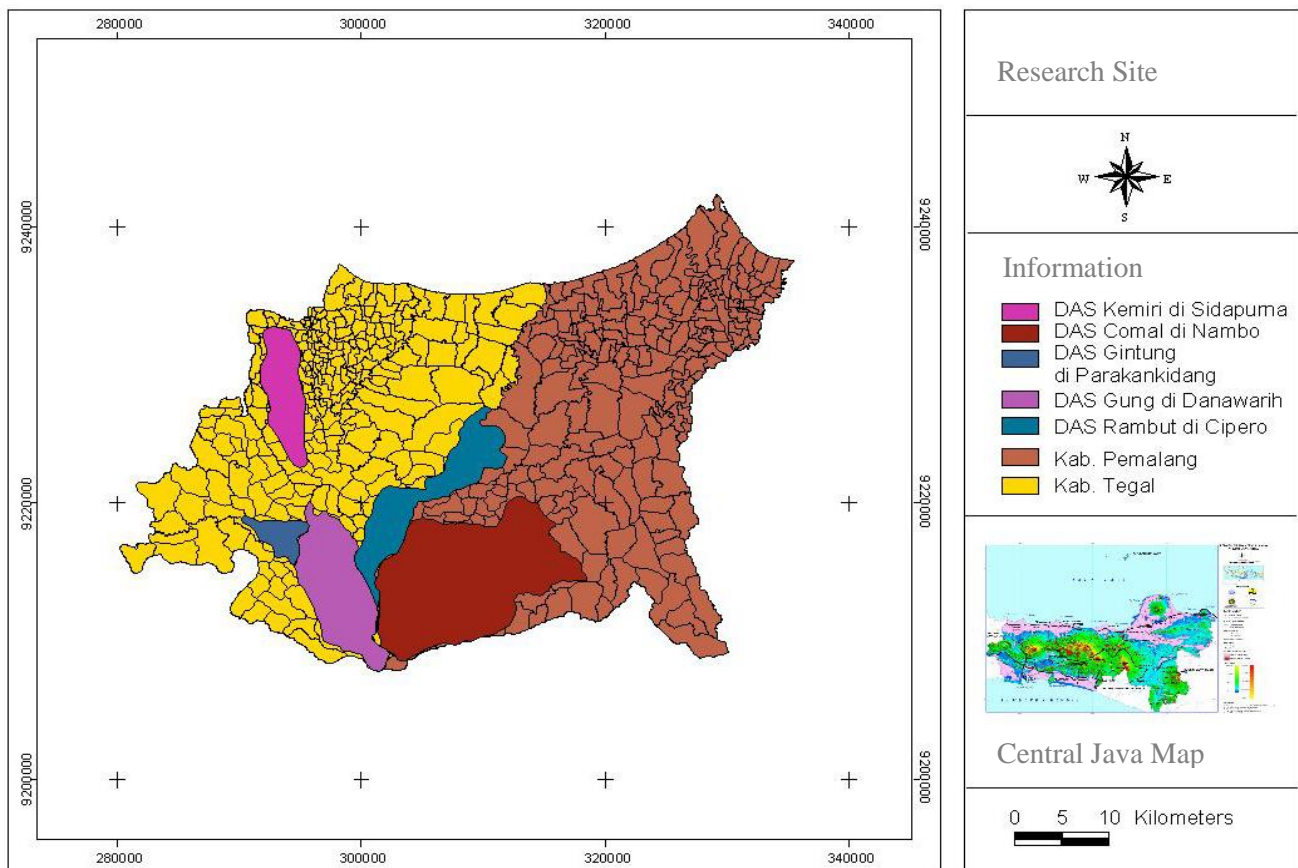 280000
300000
320000
340000
9240000
9240000
9220000
9220000
9200000
9200000
280000
300000
320000
340000
Research Site
N
W
E
S
Information
DAS Kemiri di Sidapurna
DAS Comal di Nambo
DAS Gintung
di Parakankidang
DAS Gung di Danawarih
DAS Rambut di Cipero
Kab. Pemalang
Kab. Tegal
Central Java Map
0 5 10 Kilometers